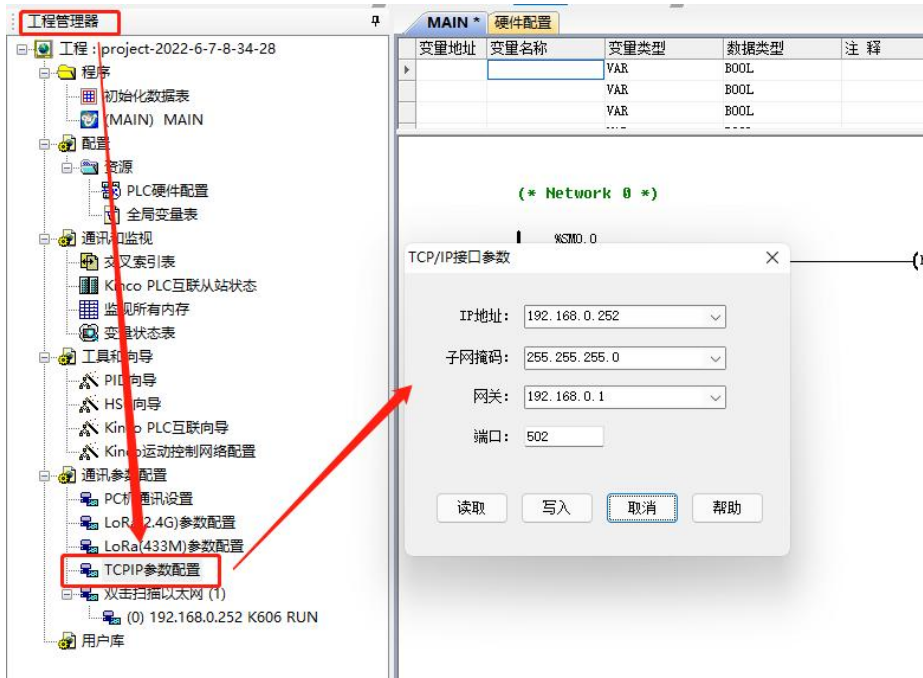 工程管理器
MAIN *
硬件配置
变量地址
变量名称
变量类型
数据类型
注 释
VAR
BOOL
VAR
BOOL
VAR
BOOL
工程 : project-2022-6-7-8-34-28
程序
初始化数据表
(MAIN) MAIN
配置
资源
PLC硬件配置
全局变量表
通讯和监视
交叉索引表
Kinco PLC互联从站状态
监视所有内存
变量状态表
工具和向导
PID向导
HSC向导
Kinco PLC互联向导
Kinco运动控制网络配置
通讯参数配置
PC机通讯设置
LoRa(2.4G)参数配置
LoRa(433M)参数配置
TCPIP参数配置
双击扫描以太网 (1)
(0) 192.168.0.252 K606 RUN
用户库
(* Network 0 *)
%SM0.0
TCP/IP接口参数
IP地址: 192.168.0.252
子网掩码: 255.255.255.0
网关: 192.168.0.1
端口: 502
读取
写入
取消
帮助